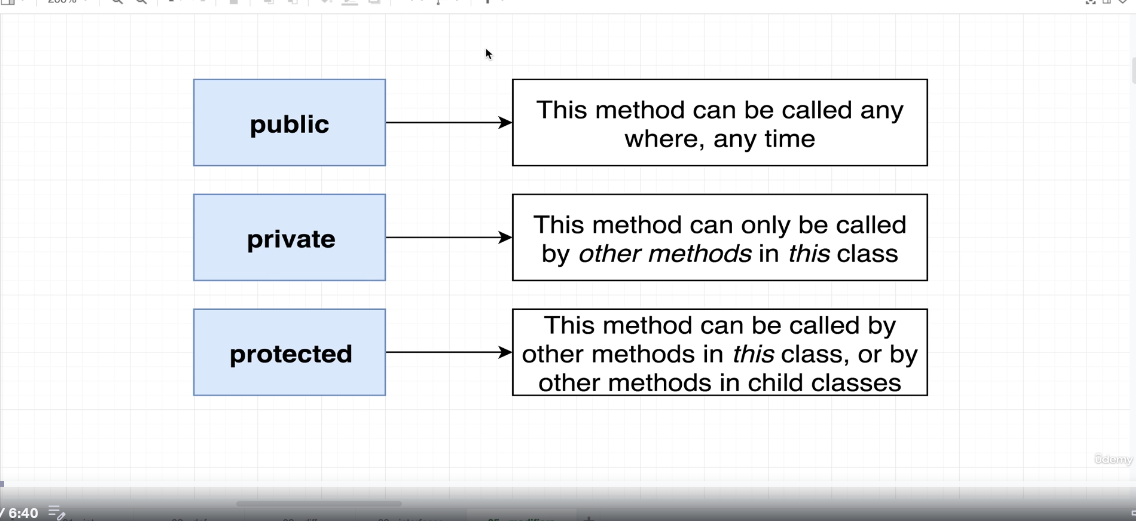 public
This method can be called any
where, any time
private
This method can only be called
by other methods in this class
protected
This method can be called by
other methods in this class, or by
other methods in child classes
ûdemy
/ 6:40